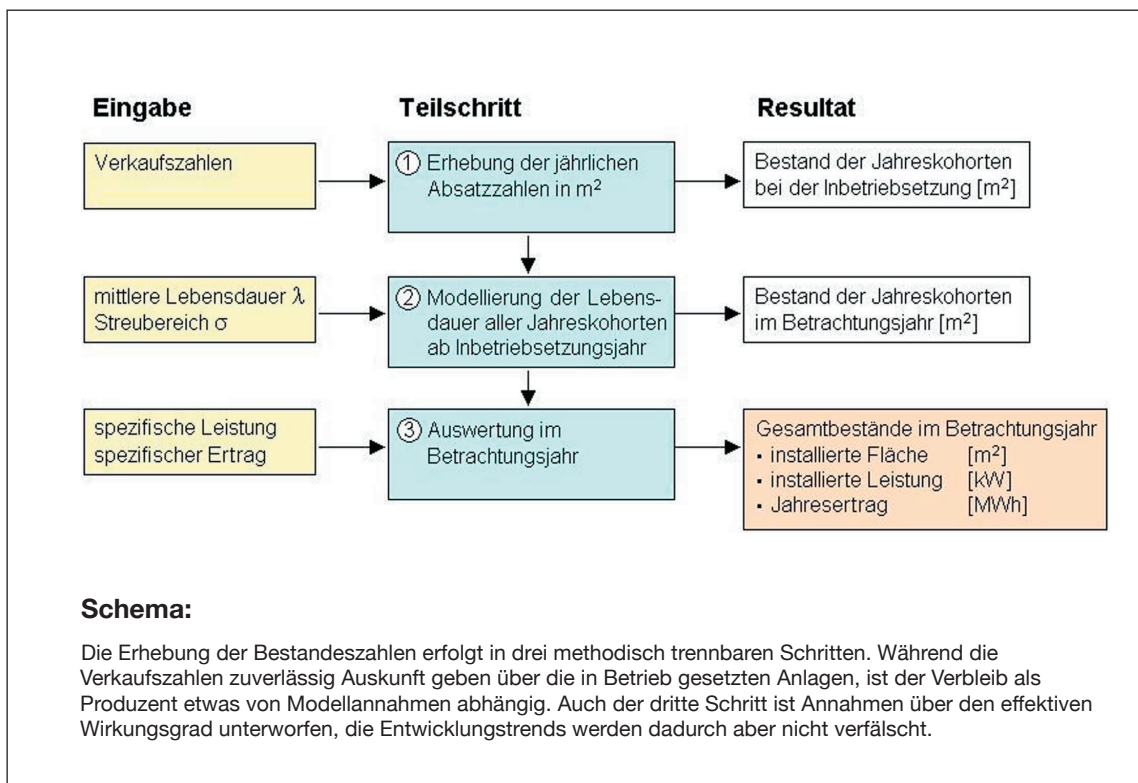 Eingabe
Teilschritt
Resultat
Verkaufszahlen
① Erhebung der jährlichen
Absatzzahlen in m²
Bestand der Jahreskohorten
bei der Inbetriebsetzung [m²]
mittlere Lebensdauer λ
Streubereich σ
② Modellierung der Lebens-
dauer aller Jahreskohorten
ab Inbetriebsetzungsjahr
Bestand der Jahreskohorten
im Betrachtungsjahr [m²]
spezifische Leistung
spezifischer Ertrag
③ Auswertung im
Betrachtungsjahr
Gesamtbestände im Betrachtungsjahr
• installierte Fläche [m²]
• installierte Leistung [kW]
• Jahresertrag [MWh]
Schema:
Die Erhebung der Bestandeszahlen erfolgt in drei methodisch trennbaren Schritten. Während die
Verkaufszahlen zuverlässig Auskunft geben über die in Betrieb gesetzten Anlagen, ist der Verbleib als
Produzent etwas von Modellannahmen abhängig. Auch der dritte Schritt ist Annahmen über den effektiven
Wirkungsgrad unterworfen, die Entwicklungstrends werden dadurch aber nicht verfälscht.